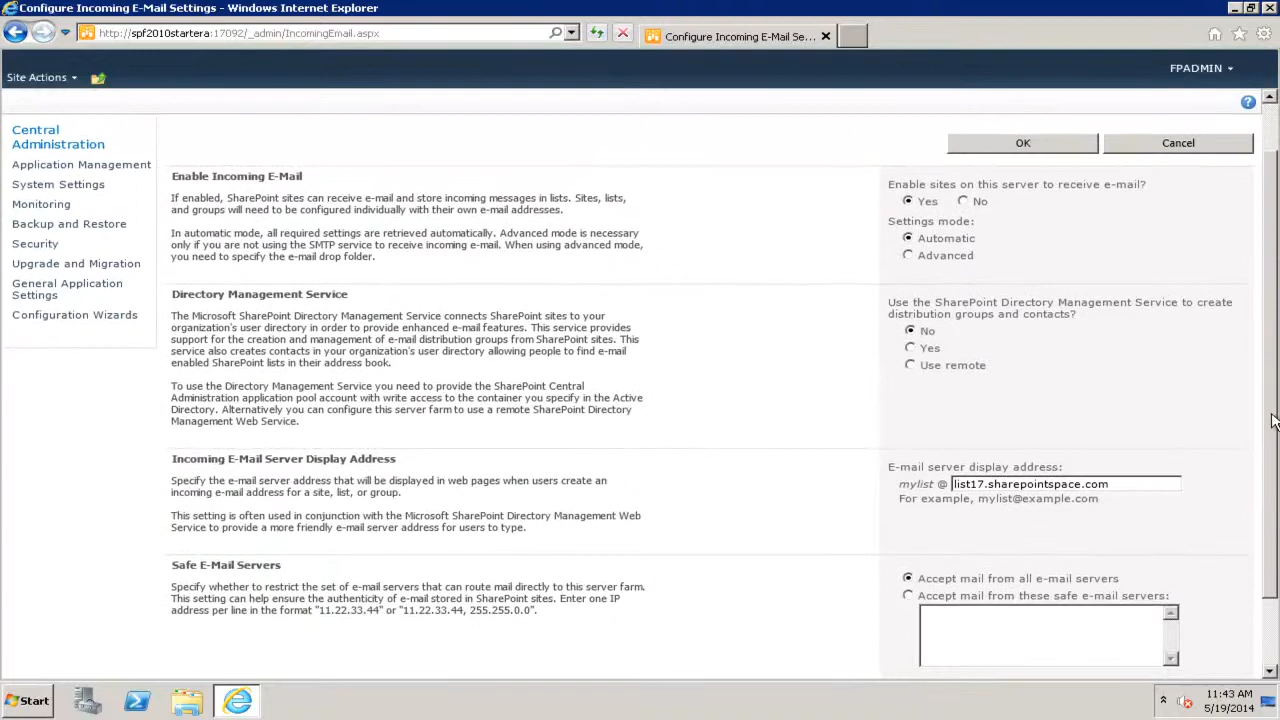 Configure Incoming E-Mail Settings - Windows Internet Explorer
http://spf2010startera:17092/_admin/IncomingEmail.aspx
Configure Incoming E-Mail Se...
Site Actions
FPADMIN
Central
Administration
Application Management
System Settings
Monitoring
Backup and Restore
Security
Upgrade and Migration
General Application
Settings
Configuration Wizards
OK
Cancel
Enable Incoming E-Mail
If enabled, SharePoint sites can receive e-mail and store incoming messages in lists. Sites, lists,
and groups will need to be configured individually with their own e-mail addresses.
In automatic mode, all required settings are retrieved automatically. Advanced mode is necessary
only if you are not using the SMTP service to receive incoming e-mail. When using advanced mode,
you need to specify the e-mail drop folder.
Enable sites on this server to receive e-mail?
Yes No
Settings mode:
Automatic
Advanced
Directory Management Service
The Microsoft SharePoint Directory Management Service connects SharePoint sites to your
organization's user directory in order to provide enhanced e-mail features. This service provides
support for the creation and management of e-mail distribution groups from SharePoint sites. This
service also creates contacts in your organization's user directory allowing people to find e-mail
enabled SharePoint lists in their address book.
To use the Directory Management Service you need to provide the SharePoint Central
Administration application pool account with write access to the container you specify in the Active
Directory. Alternatively you can configure this server farm to use a remote SharePoint Directory
Management Web Service.
Use the SharePoint Directory Management Service to create
distribution groups and contacts?
No
Yes
Use remote
Incoming E-Mail Server Display Address
Specify the e-mail server address that will be displayed in web pages when users create an
incoming e-mail address for a site, list, or group.
This setting is often used in conjunction with the Microsoft SharePoint Directory Management Web
Service to provide a more friendly e-mail server address for users to type.
E-mail server display address:
mylist @ list17.sharepointspace.com
For example, mylist@example.com
Safe E-Mail Servers
Specify whether to restrict the set of e-mail servers that can route mail directly to this server farm.
This setting can help ensure the authenticity of e-mail stored in SharePoint sites. Enter one IP
address per line in the format "11.22.33.44" or "11.22.33.44, 255.255.0.0".
Accept mail from all e-mail servers
Accept mail from these safe e-mail servers:
Start
11:43 AM
5/19/2014